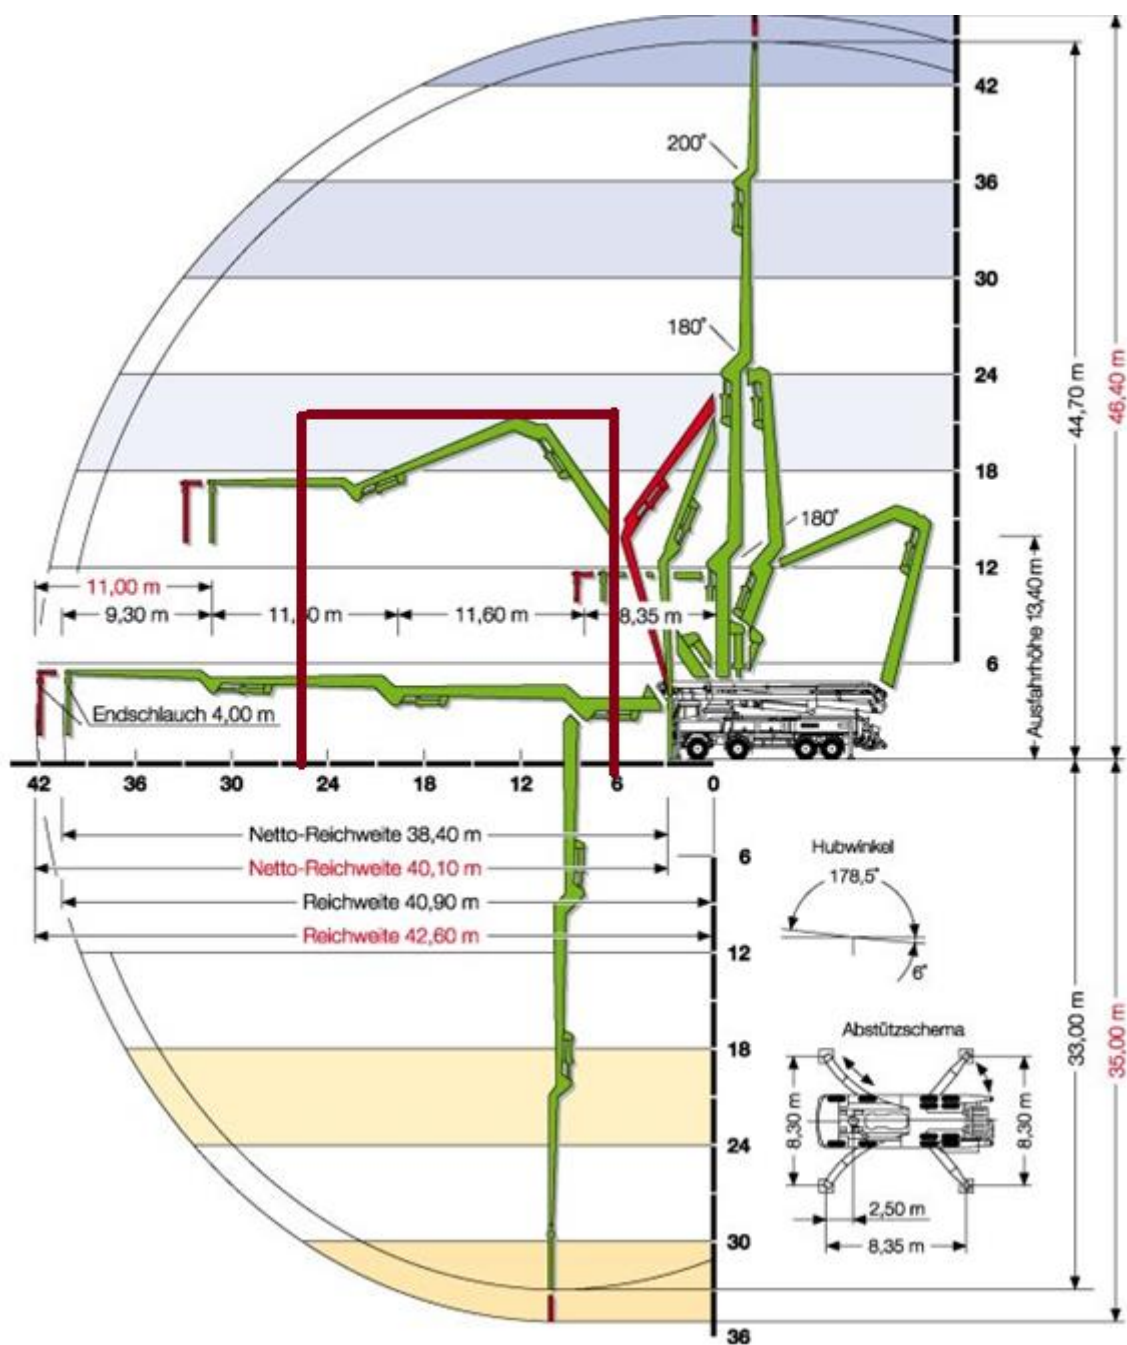 42
200°
36
30
180°
24
44,70 m
46,40 m
18
180°
12
11,00 m
9,30 m
11,60 m
8,35 m
6
Ausfahrhöhe 13,40 m
Endschlauch 4,00 m
42 36 30 24 18 12 6 0
Netto-Reichweite 38,40 m
Netto-Reichweite 40,10 m
Reichweite 40,90 m
Reichweite 42,60 m
6
Hubwinkel
178,5°
6°
12
33,00 m
35,00 m
Abstützschema
18
8,30 m
8,30 m
24
2,50 m
8,35 m
30
36